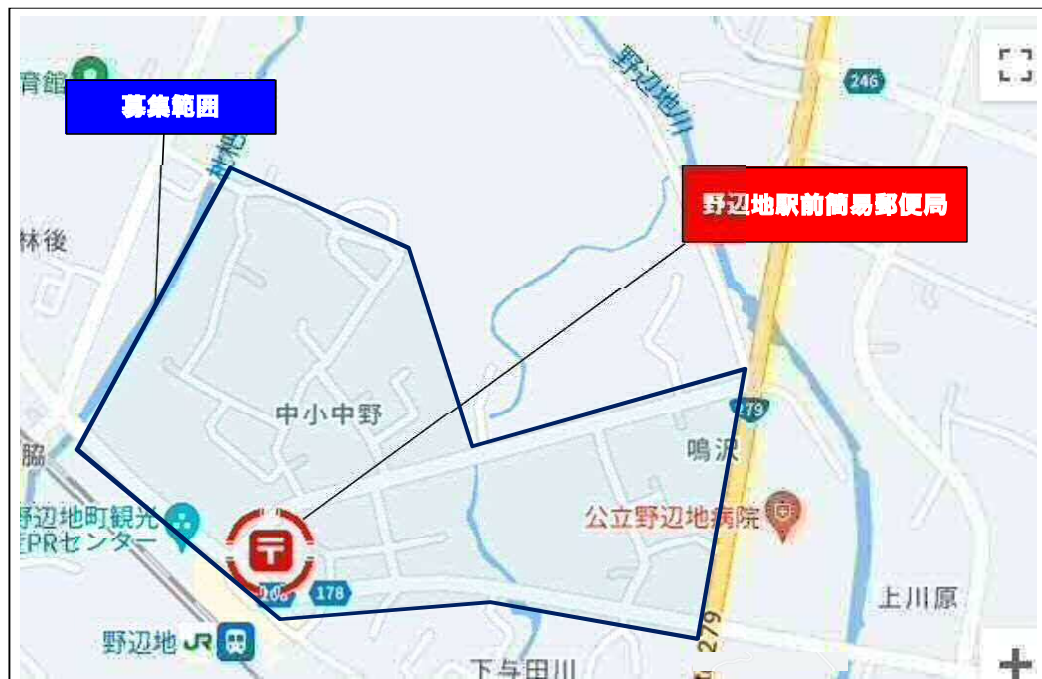 育館
募集範囲
野辺地川
246
野辺地駅前簡易郵便局
林後
中小中野
279
鳴沢
脇
野辺地町観光
PRセンター
公立野辺地病院
178
上川原
野辺地 JR
279
下与田川